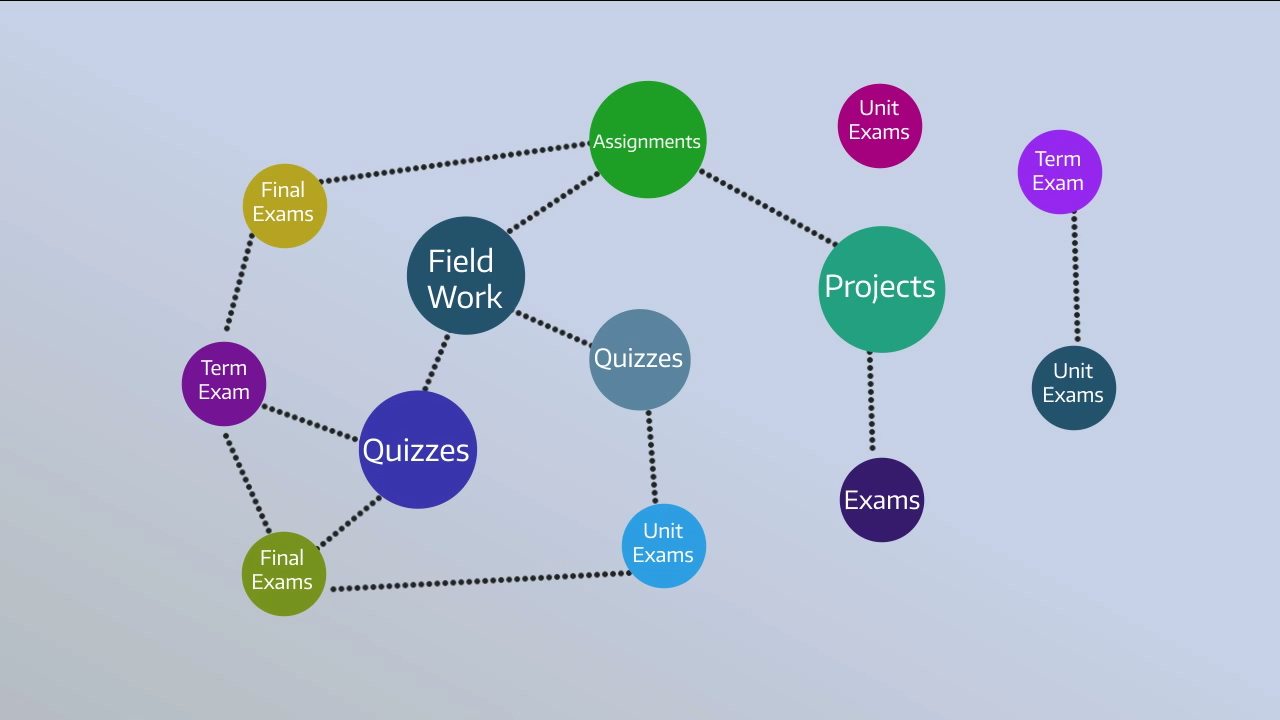 Assignments
Unit
Exams
Term
Exam
Final
Exams
Field
Work
Projects
Quizzes
Term
Exam
Unit
Exams
Quizzes
Exams
Unit
Exams
Final
Exams